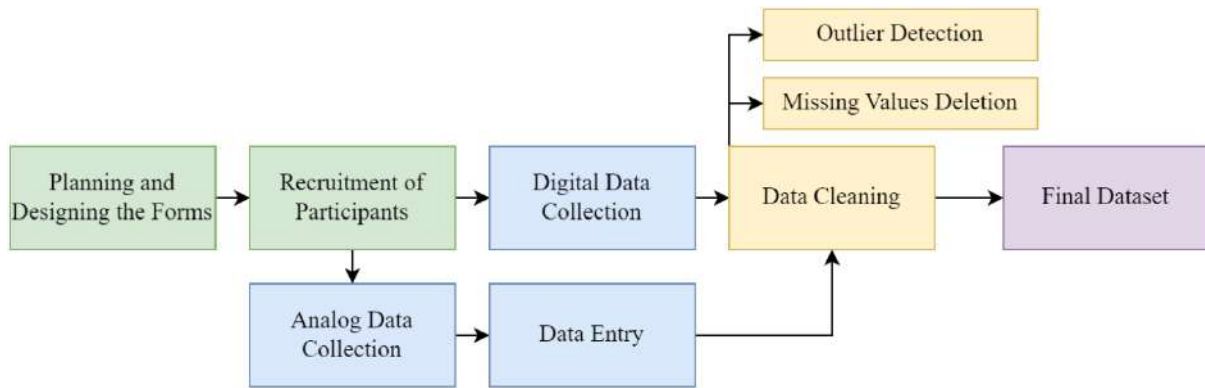 Outlier Detection
Missing Values Deletion
Planning and
Designing the Forms
Recruitment of
Participants
Digital Data
Collection
Data Cleaning
Final Dataset
Analog Data
Collection
Data Entry